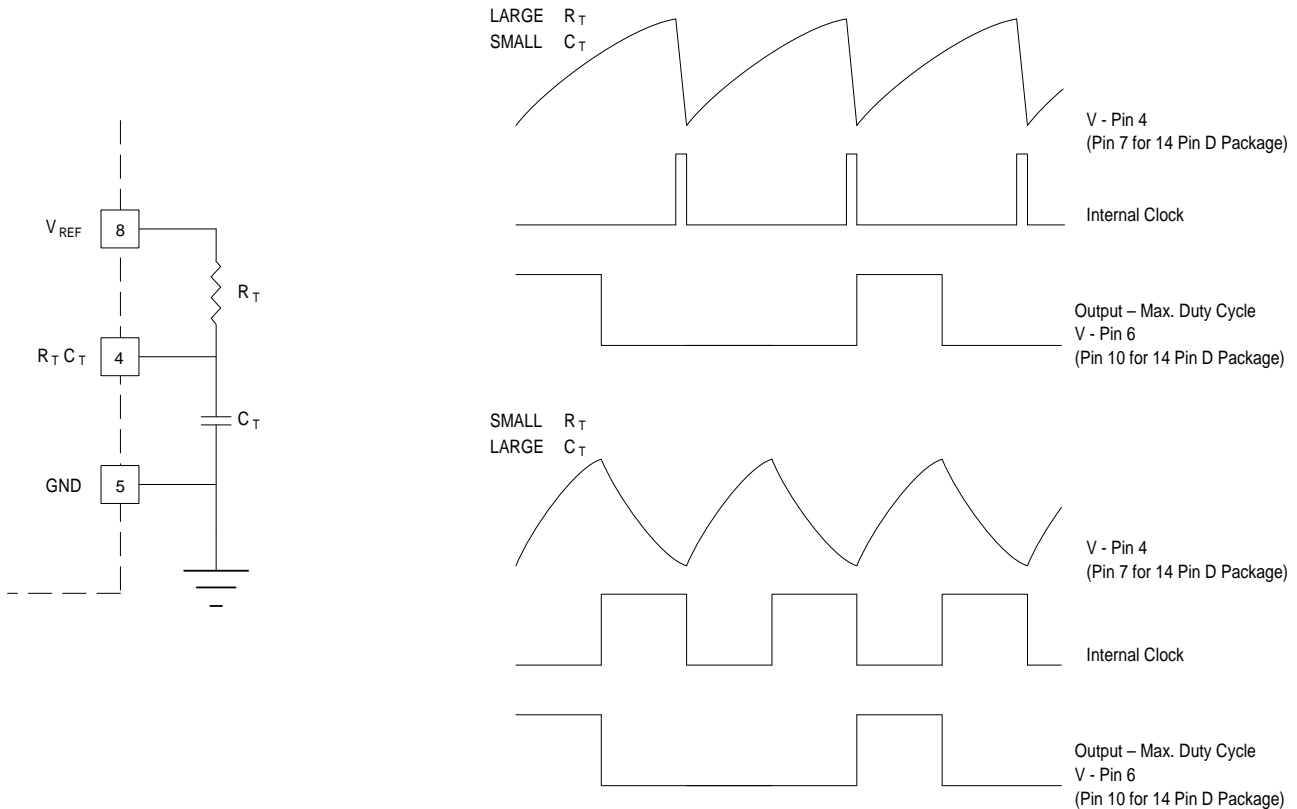 V REF 8
R T
R T C T 4
C T
GND 5
LARGE R T
SMALL C T
V - Pin 4
(Pin 7 for 14 Pin D Package)
Internal Clock
Output – Max. Duty Cycle
V - Pin 6
(Pin 10 for 14 Pin D Package)
SMALL R T
LARGE C T
V - Pin 4
(Pin 7 for 14 Pin D Package)
Internal Clock
Output – Max. Duty Cycle
V - Pin 6
(Pin 10 for 14 Pin D Package)